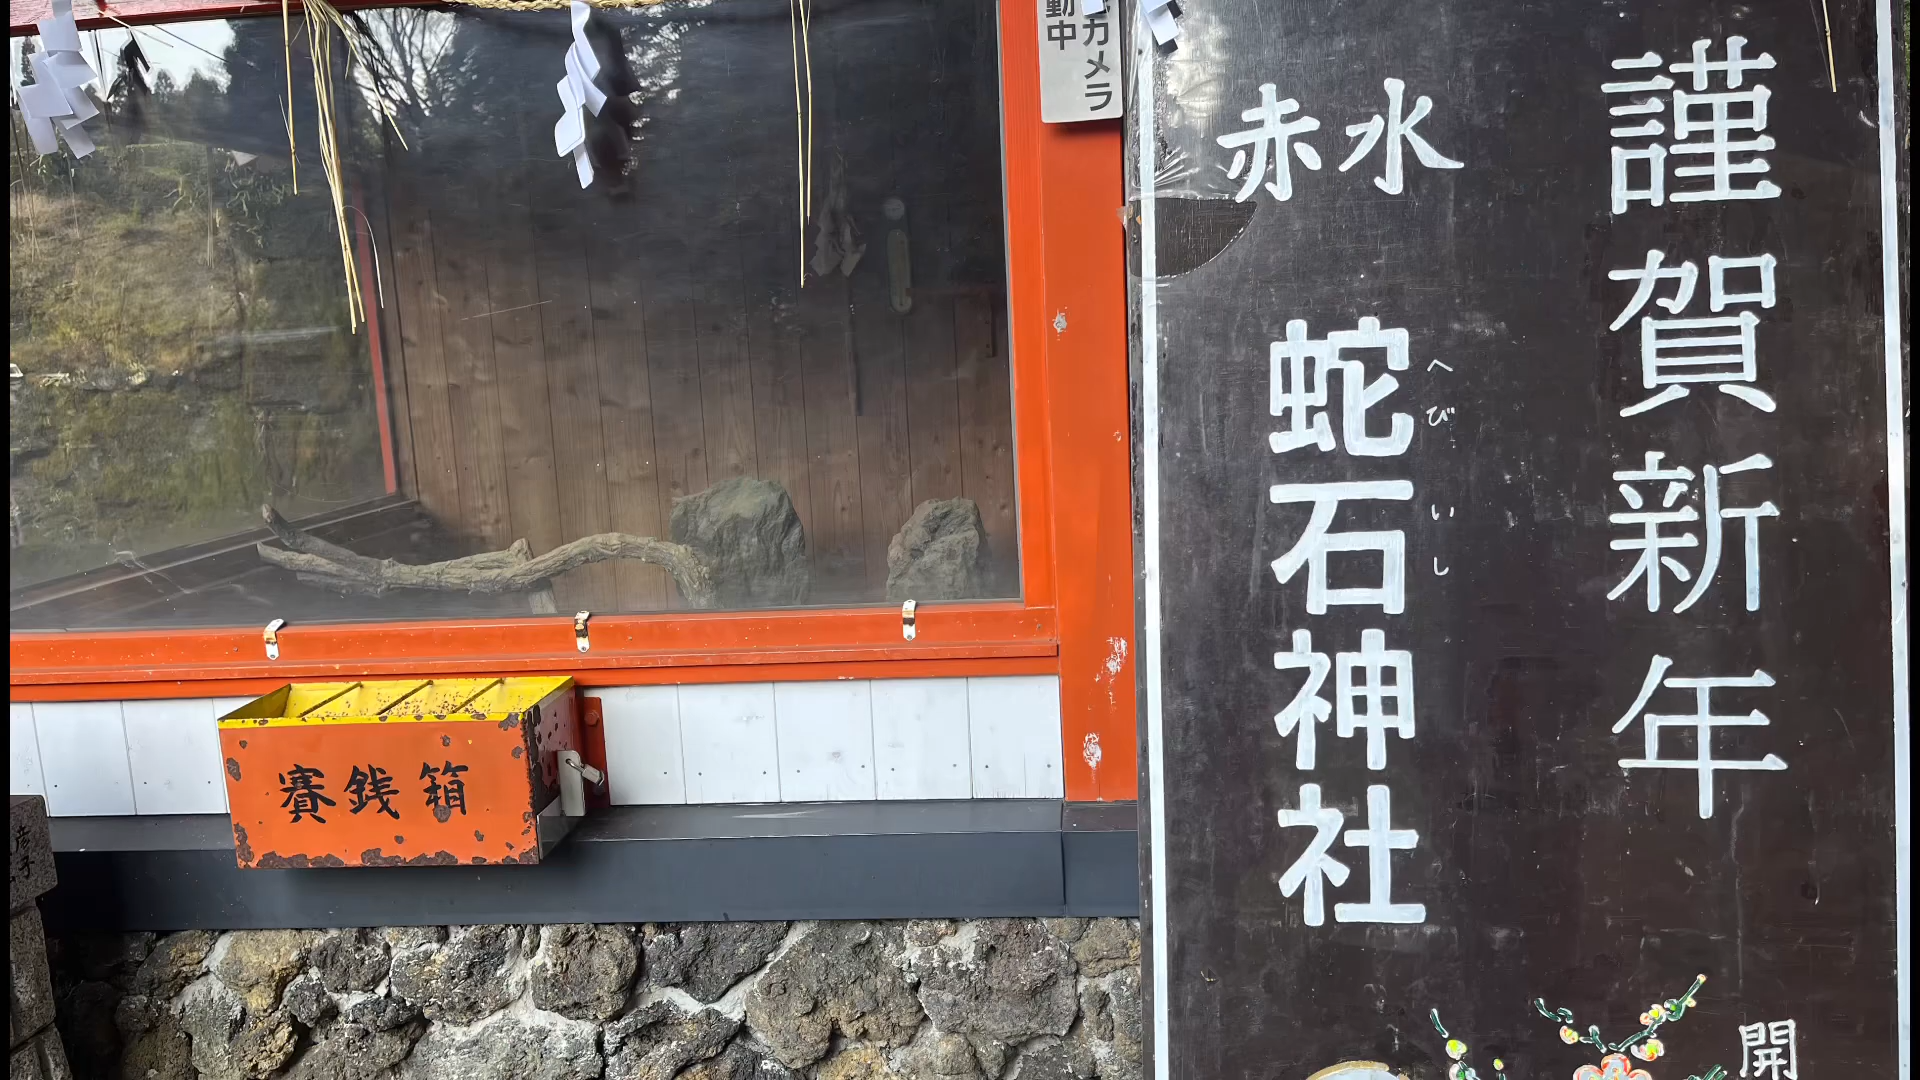 謹賀新年
赤水
蛇石神社
へびいし
開
カメラ
動中
賽銭箱